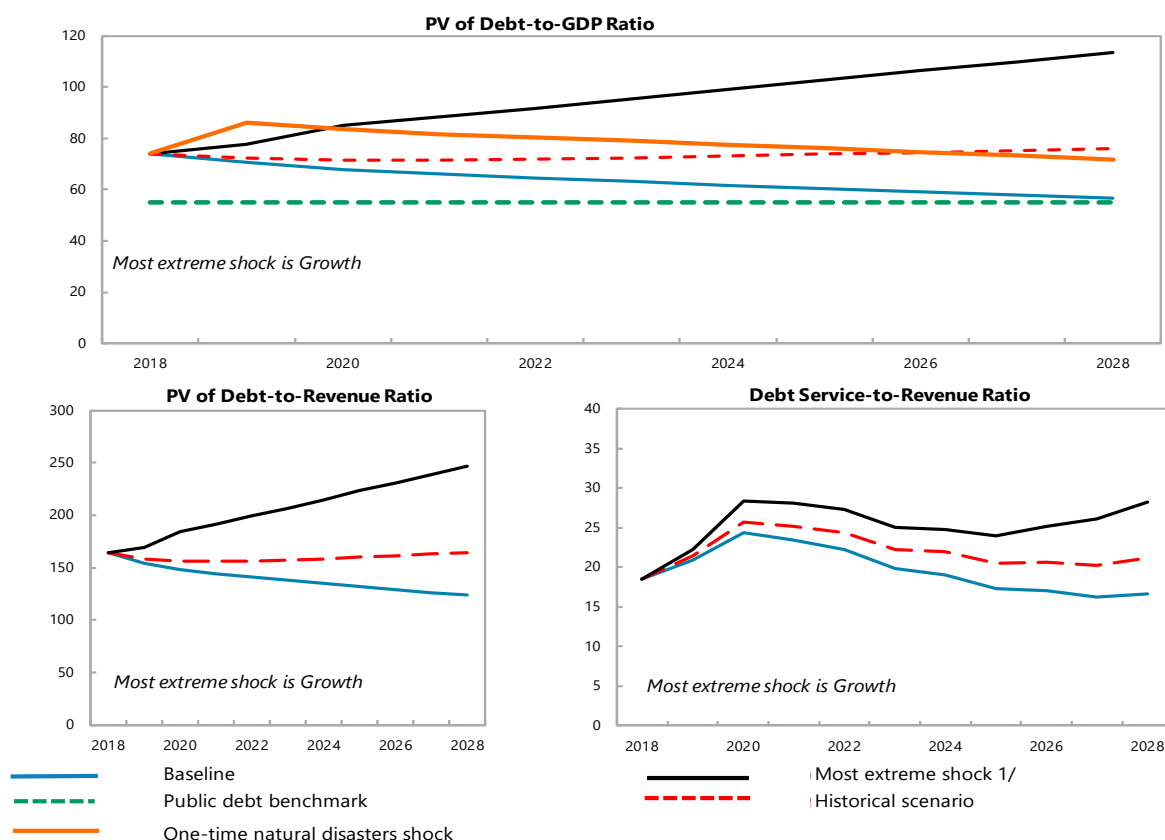 PV of Debt-to-GDP Ratio
120
100
80
60
40
20
0
Most extreme shock is Growth
2018 2020 2022 2024 2026 2028
PV of Debt-to-Revenue Ratio
300
250
200
150
100
50
0
Most extreme shock is Growth
2018 2020 2022 2024 2026 2028
Debt Service-to-Revenue Ratio
40
35
30
25
20
15
10
5
0
Most extreme shock is Growth
2018 2020 2022 2024 2026 2028
Baseline
Public debt benchmark
One-time natural disasters shock
Most extreme shock 1/
Historical scenario